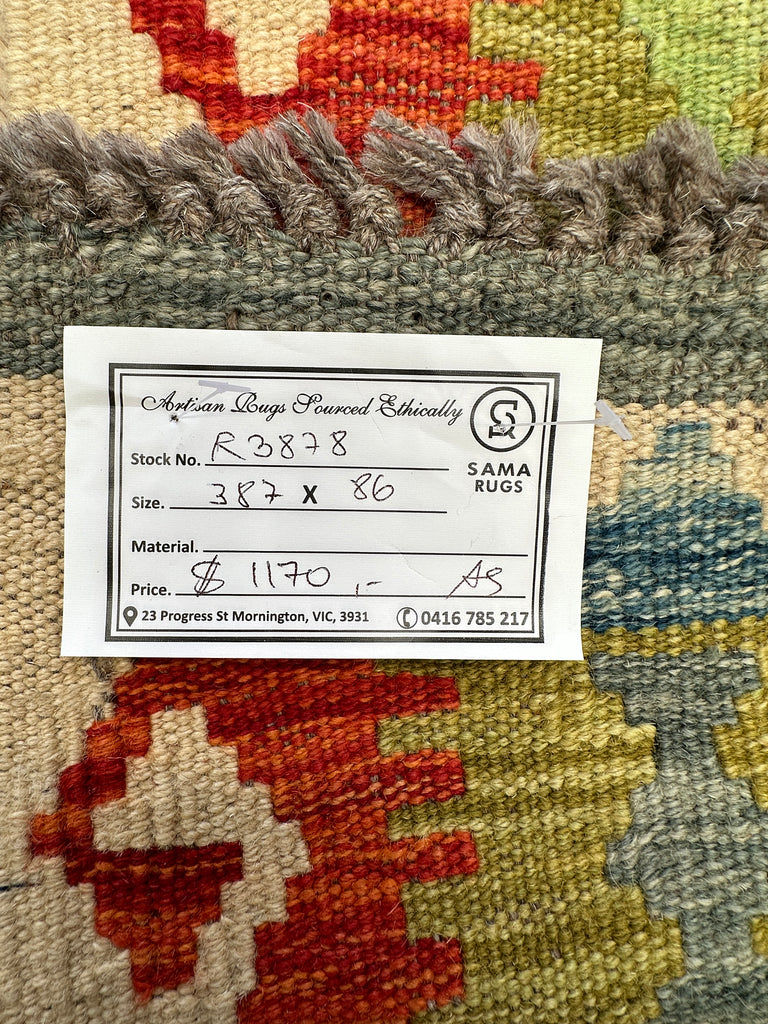 Artisan Rugs Sourced Ethically
SR
Stock No. R3878
SAMA
RUGS
Size. 387 X 86
Material.
Price. $ 1170,- AS
23 Progress St Mornington, VIC, 3931 0416 785 217